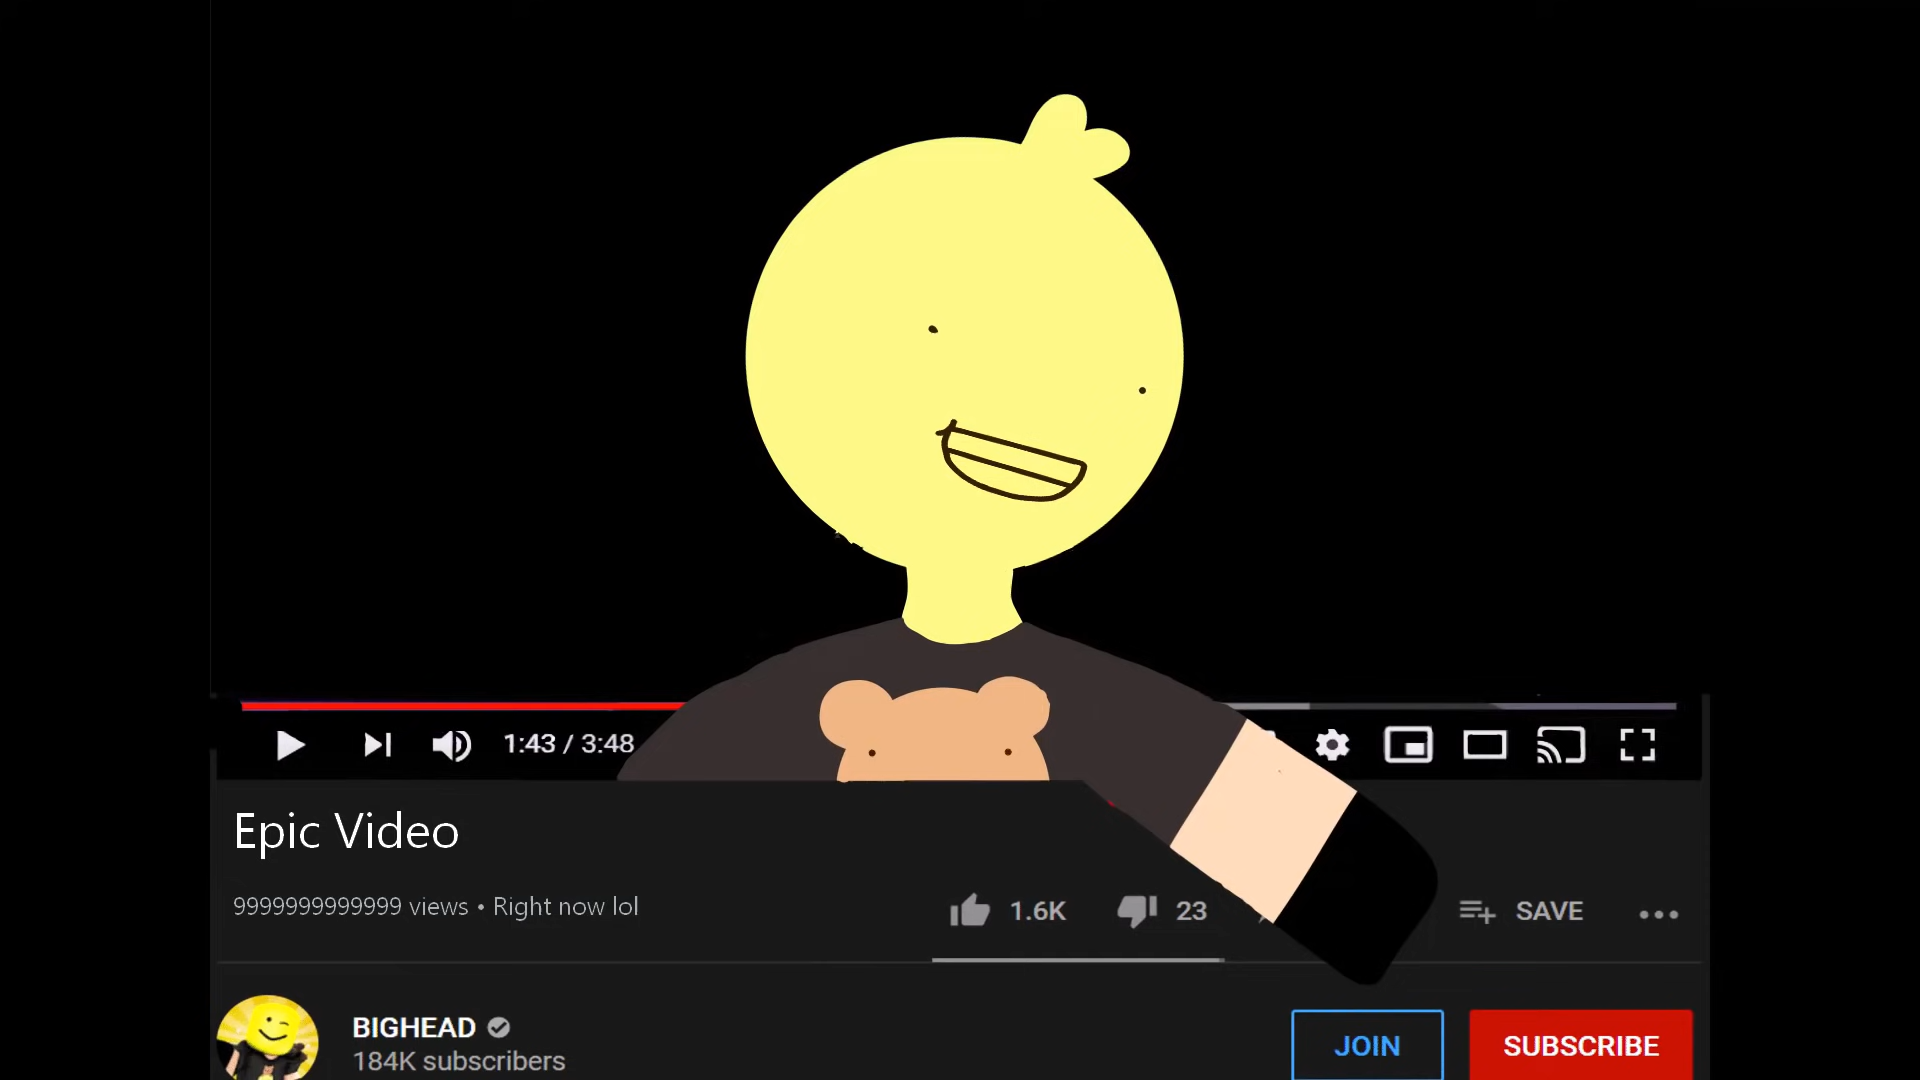 1:43 / 3:48
Epic Video
9999999999999 views • Right now lol
1.6K
23
SAVE
BIGHEAD
184K subscribers
JOIN
SUBSCRIBE